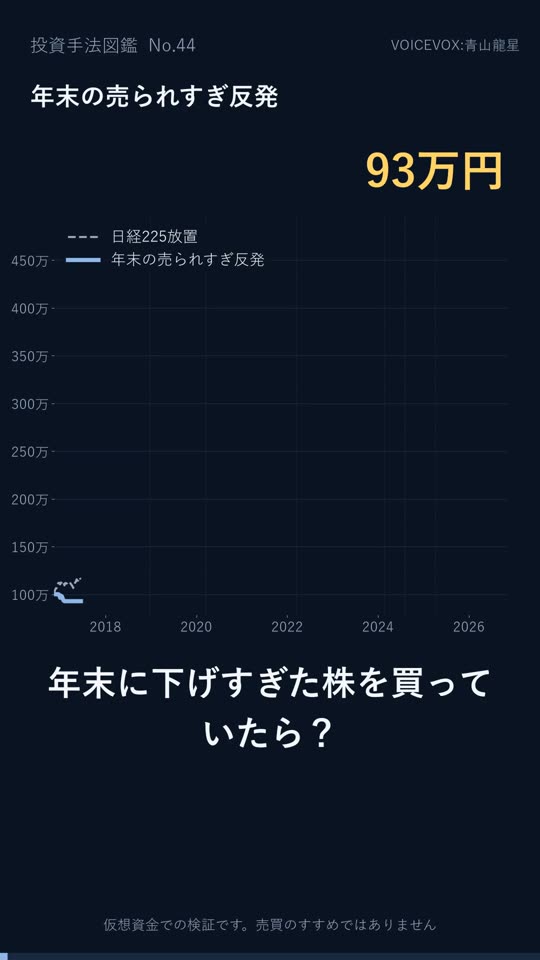 投資手法図鑑 No.44
VOICEVOX:青山龍星
年末の売られすぎ反発
93万円
日経225放置
年末の売られすぎ反発
450万
400万
350万
300万
250万
200万
150万
100万
2018 2020 2022 2024 2026
年末に下げすぎた株を買って
いたら？
仮想資金での検証です。売買のすすめではありません